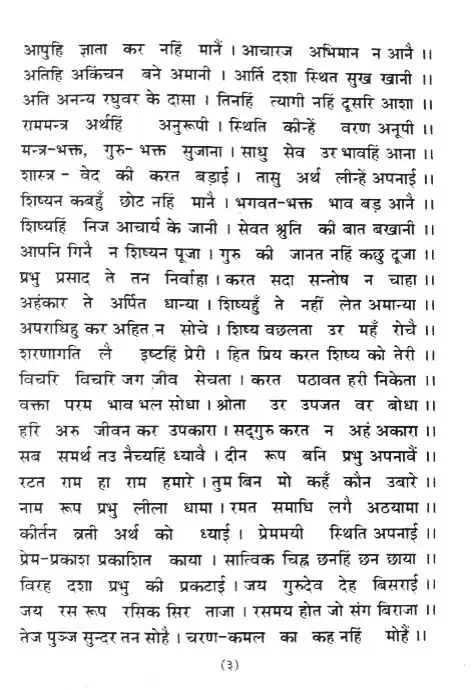 आपुहि ज्ञाता कर नहिं मानैं । आचारज अभिमान न आनै ।।
अतिहि अकिंचन बने अमानी । आर्ति दशा स्थित सुख खानी ।।
अति अनन्य रघुवर के दासा । तिनहिं त्यागी नहिं दूसरि आशा ।।
राममन्त्र अर्थहिं अनुरूपी । स्थिति कीन्हें वरण अनूपी ।।
मन्त्र-भक्त, गुरु- भक्त सुजाना । साधु सेव उर भावहिं आना ।।
शास्त्र - वेद की करत बड़ाई । तासु अर्थ लीन्हें अपनाई ।।
शिष्यन कबहुँ छोट नहिं मानै । भगवत-भक्त भाव बड़ आनै ।।
शिष्यहिं निज आचार्य के जानी । सेवत श्रुति की बात बखानी ।।
आपनि गिनै न शिष्यन पूजा । गुरु की जानत नहिं कछु दूजा ।।
प्रभु प्रसाद ते तन निर्वाहा । करत सदा सन्तोष न चाहा ।।
अहंकार ते अर्पित धान्या । शिष्यहुँ ते नहीं लेत अमान्या ।।
अपराधिहु कर अहित न सोचे । शिष्य वछलता उर महँ रोचै ।।
शरणागति लै इष्टहिं प्रेरी । हित प्रिय करत शिष्य को तेरी ।।
विचरि विचरि जग जीव सेचता । करत पठावत हरी निकेता ।।
वक्ता परम भाव भल सोधा । श्रोता उर उपजत वर बोधा ।।
हरि अरु जीवन कर उपकारा । सद्गुरु करत न अहं अकारा ।।
सब समर्थ तउ नैच्यहिं ध्यावै । दीन रूप बनि प्रभु अपनावैं ।।
रटत राम हा राम हमारे । तुम बिन मो कहँ कौन उबारे ।।
नाम रूप प्रभु लीला धामा । रमत समाधि लगै अठयामा ।।
कीर्तन व्रती अर्थ को ध्याई । प्रेममयी स्थिति अपनाई ।।
प्रेम-प्रकाश प्रकाशित काया । सात्विक चिह्न छनहिं छन छाया ।।
विरह दशा प्रभु की प्रकटाई । जय गुरुदेव देह बिसराई ।।
जय रस रूप रसिक सिर ताजा । रसमय होत जो संग बिराजा ।।
तेज पुञ्ज सुन्दर तन सोहै । चरण-कमल का कह नहिं मोहैं ।।
(३)